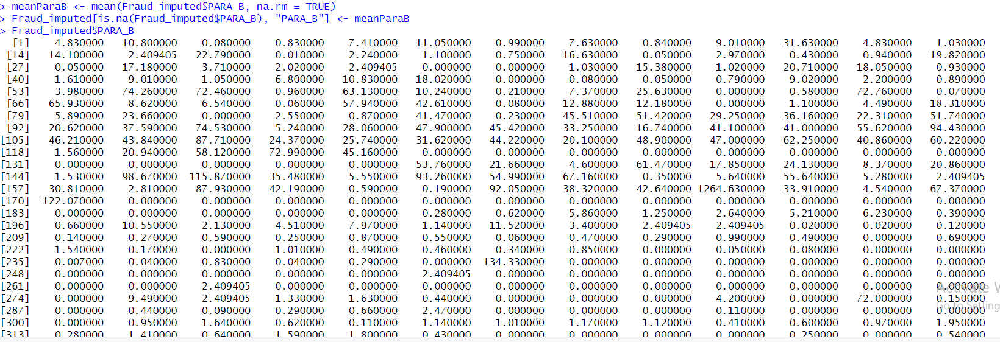 > meanParaB <- mean(Fraud_imputed$PARA_B, na.rm = TRUE)
> Fraud_imputed[is.na(Fraud_imputed$PARA_B), "PARA_B"] <- meanParaB
> Fraud_imputed$PARA_B
[1] 4.830000 10.800000 0.080000 0.830000 7.410000 11.050000 0.990000 7.630000 0.840000 9.010000 31.630000 4.830000 1.030000
[14] 14.100000 2.409405 22.790000 0.010000 2.240000 1.100000 0.750000 16.630000 0.050000 2.970000 0.430000 0.940000 19.820000
[27] 0.050000 17.180000 3.710000 2.020000 2.409405 0.000000 0.000000 1.030000 15.380000 1.020000 20.710000 18.050000 0.930000
[40] 1.610000 9.010000 1.050000 6.800000 10.830000 18.020000 0.000000 0.080000 0.050000 0.790000 9.020000 2.200000 0.890000
[53] 3.980000 74.260000 72.460000 0.960000 63.130000 10.240000 0.210000 7.370000 25.630000 0.000000 0.580000 72.760000 0.070000
[66] 65.930000 8.620000 6.540000 0.060000 57.940000 42.610000 0.080000 12.880000 12.180000 0.000000 1.100000 4.490000 18.310000
[79] 5.890000 23.660000 0.000000 2.550000 0.870000 41.470000 0.230000 45.510000 51.420000 29.250000 36.160000 22.310000 51.740000
[92] 20.620000 37.590000 74.530000 5.240000 28.060000 47.900000 45.420000 33.250000 16.740000 41.100000 41.000000 55.620000 94.430000
[105] 46.210000 43.840000 87.710000 24.370000 25.740000 31.620000 44.220000 20.100000 48.900000 47.000000 62.250000 40.860000 60.220000
[118] 1.560000 20.940000 58.120000 72.990000 45.160000 0.000000 0.000000 0.000000 0.000000 0.000000 0.000000 0.000000 0.000000
[131] 0.000000 0.000000 0.000000 0.000000 0.000000 53.760000 21.660000 4.600000 61.470000 17.850000 24.130000 8.370000 20.860000
[144] 1.530000 98.670000 115.870000 35.480000 5.550000 93.260000 54.990000 67.160000 0.350000 5.640000 55.640000 5.280000 2.409405
[157] 30.810000 2.810000 87.930000 42.190000 0.590000 0.190000 92.050000 38.320000 42.640000 1264.630000 33.910000 4.540000 67.370000
[170] 122.070000 0.000000 0.000000 0.000000 0.000000 0.000000 0.000000 0.000000 0.000000 0.000000 0.000000 0.000000 0.000000
[183] 0.000000 0.000000 0.000000 0.000000 0.000000 0.280000 0.620000 5.860000 1.250000 2.640000 5.210000 6.230000 0.390000
[196] 0.660000 10.550000 2.130000 4.510000 7.970000 1.140000 11.520000 3.400000 2.409405 2.409405 0.020000 0.020000 0.120000
[209] 0.140000 0.270000 0.590000 0.250000 0.870000 0.550000 0.060000 0.470000 0.290000 0.990000 0.490000 0.000000 0.690000
[222] 1.540000 0.170000 0.000000 1.010000 0.490000 0.460000 0.340000 0.850000 0.000000 0.050000 0.080000 0.000000 0.000000
[235] 0.007000 0.040000 0.830000 0.040000 0.290000 0.000000 134.330000 0.000000 0.000000 0.000000 0.000000 0.000000 0.000000
[248] 0.000000 0.000000 0.000000 0.000000 0.000000 2.409405 0.000000 0.000000 0.000000 0.000000 0.000000 0.000000 0.000000
[261] 0.000000 0.000000 2.409405 0.000000 0.000000 0.000000 0.000000 0.000000 0.000000 0.000000 0.000000 0.000000 0.000000
[274] 0.000000 9.490000 2.409405 1.330000 1.630000 0.440000 0.000000 0.000000 0.000000 4.200000 0.000000 72.000000 0.150000
[287] 0.000000 0.440000 0.090000 0.290000 0.660000 2.470000 0.000000 0.000000 0.000000 0.110000 0.000000 0.000000 0.000000
[300] 0.000000 0.950000 1.640000 0.620000 0.110000 1.140000 1.010000 1.170000 1.120000 0.410000 0.600000 0.970000 1.950000
[313] 0.280000 1.410000 0.640000 1.590000 1.800000 0.430000 0.000000 0.000000 0.000000 0.000000 0.250000 0.000000 0.540000
Activate W
Go to Setting